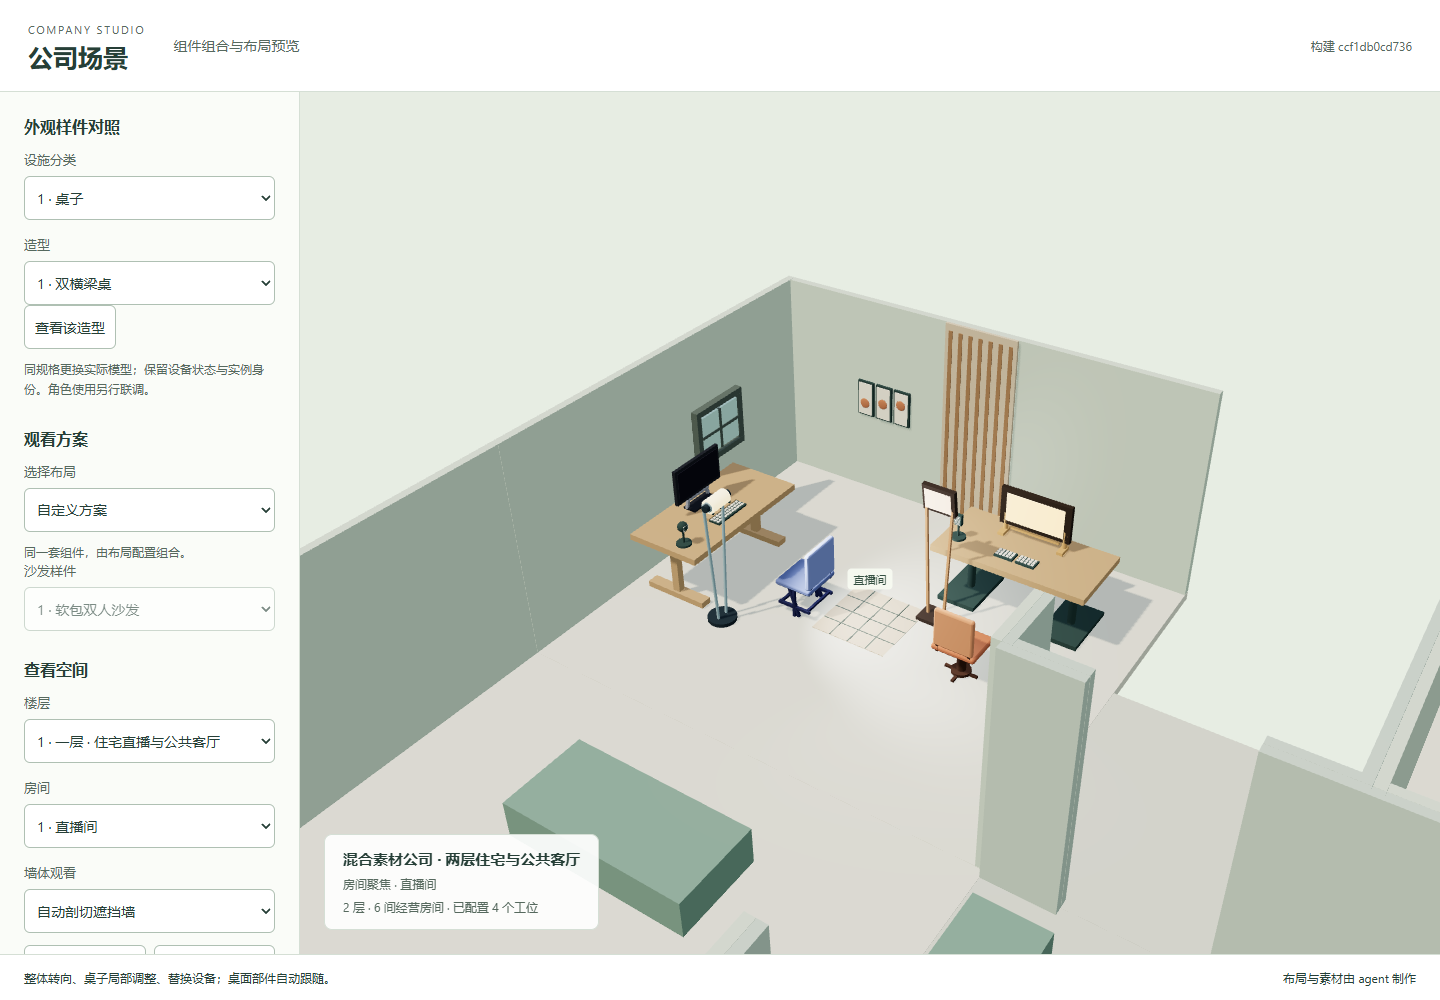 COMPANY STUDIO
公司场景
组件组合与布局预览
构建 ccf1db0cd736
外观样件对照
设施分类
1 · 桌子
造型
1 · 双横梁桌
查看该造型
同规格更换实际模型；保留设备状态与实例身
份。角色使用另行联调。
观看方案
选择布局
自定义方案
同一套组件，由布局配置组合。
沙发样件
1 · 软包双人沙发
查看空间
楼层
1 · 一层 · 住宅直播与公共客厅
房间
1 · 直播间
墙体观看
自动剖切遮挡墙
直播间
混合素材公司 · 两层住宅与公共客厅
房间聚焦 · 直播间
2 层 · 6 间经营房间 · 已配置 4 个工位
整体转向、桌子局部调整、替换设备；桌面部件自动跟随。
布局与素材由 agent 制作